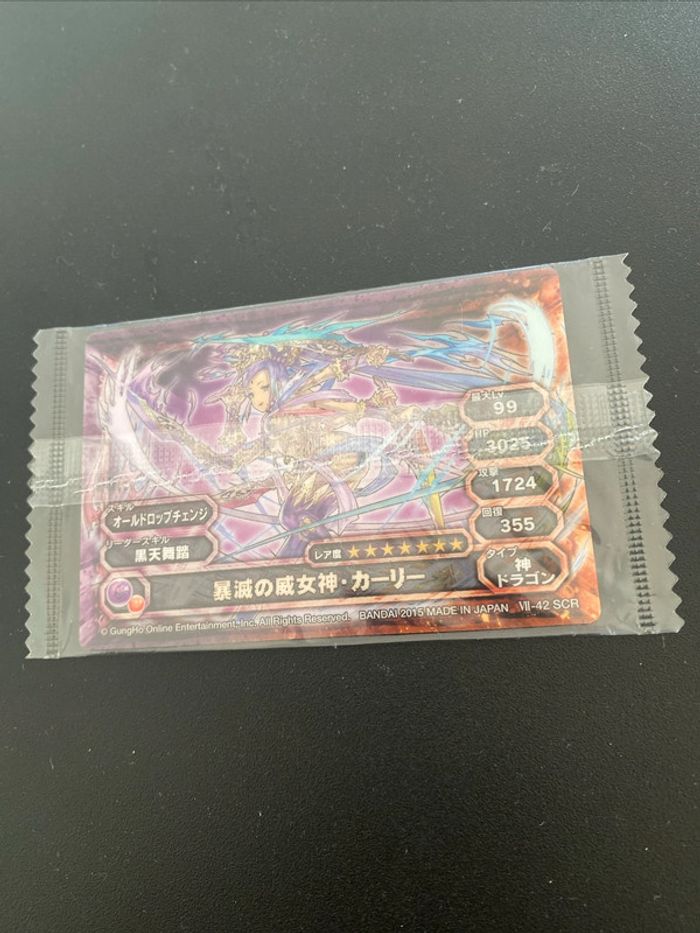 最大Lv
99
HP
3025
攻撃
1724
回復
355
タイプ
神
ドラゴン
スキル
オールドロップチェンジ
リーダースキル
黒天舞踏
レア度 ★★★★★★★
暴滅の威女神・カーリー
© GungHo Online Entertainment, Inc. All Rights Reserved. BANDAI 2015 MADE IN JAPAN VII-42 SCR